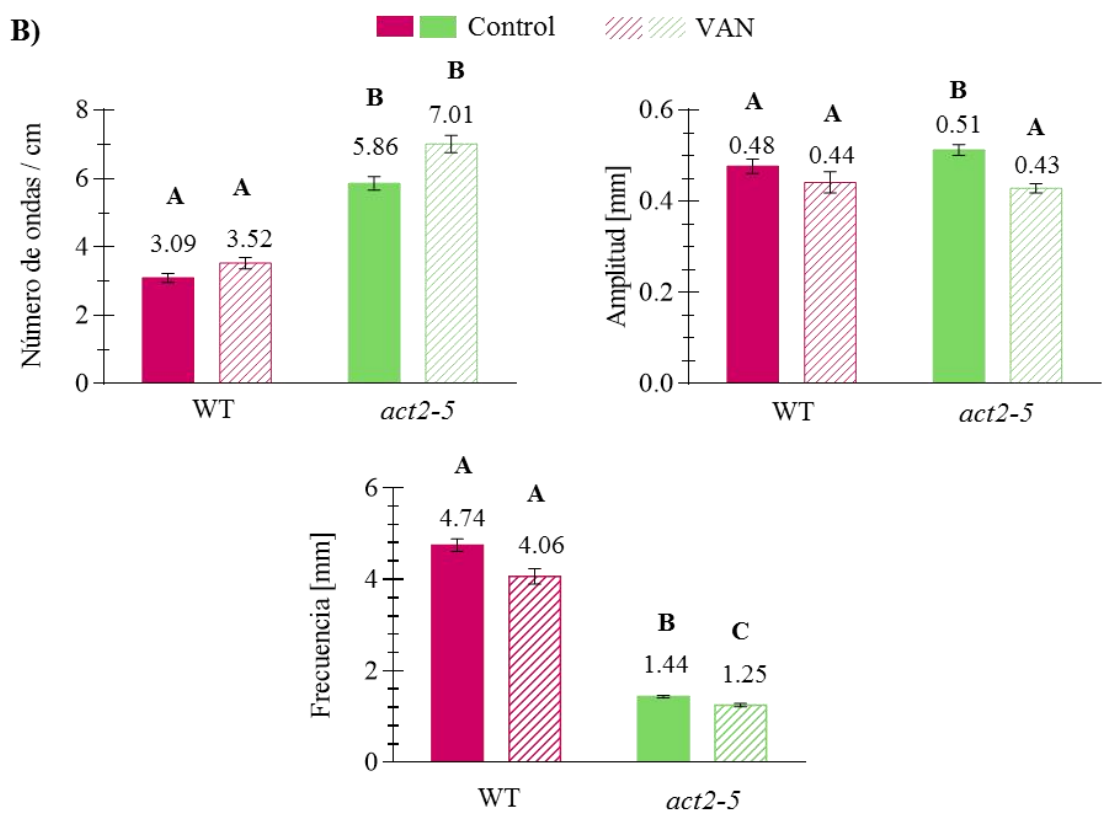 B)
Control
VAN
Número de ondas / cm
8
6
4
2
0
A
3.09
A
3.52
B
5.86
B
7.01
WT
act2-5
Amplitud [mm]
0.6
0.4
0.2
0.0
A
0.48
A
0.44
B
0.51
A
0.43
WT
act2-5
Frecuencia [mm]
6
4
2
0
A
4.74
A
4.06
B
1.44
C
1.25
WT
act2-5